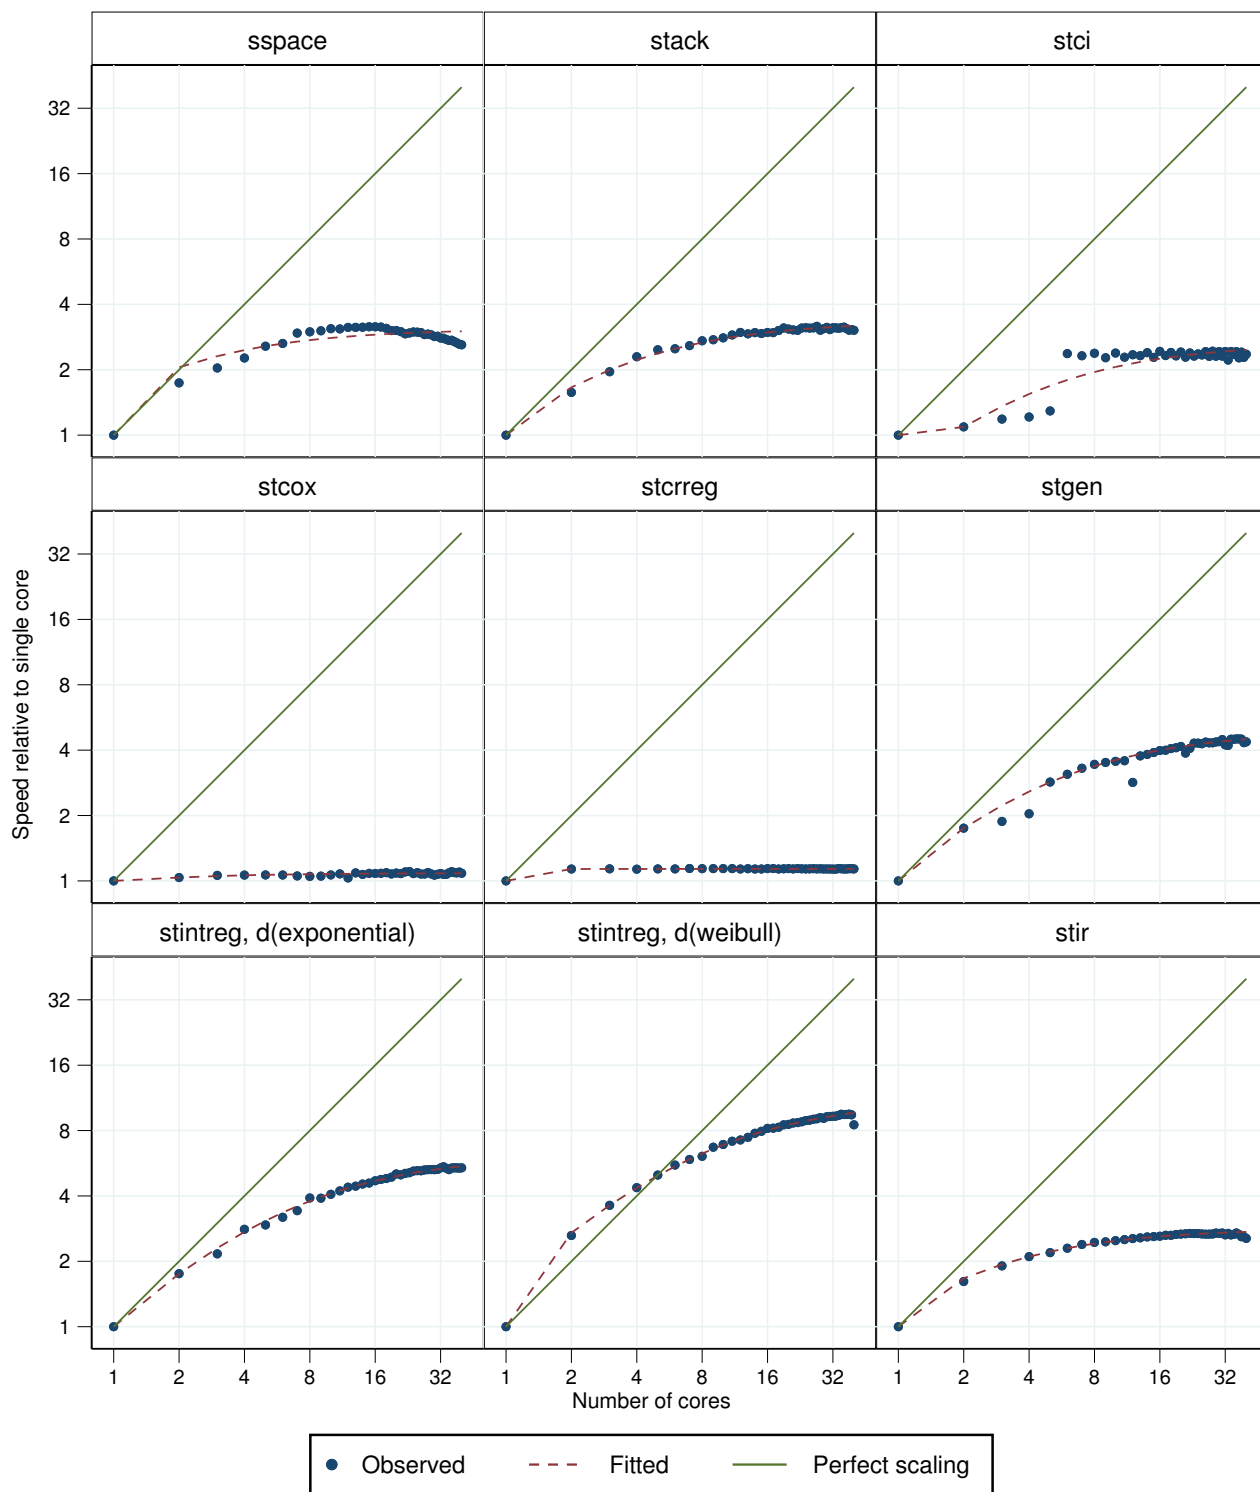 sspace
stack
stci
32
16
8
4
2
1
stcox
stcrreg
stgen
32
16
8
4
2
1
Speed relative to single core
stintreg, d(exponential)
stintreg, d(weibull)
stir
32
16
8
4
2
1
1 2 4 8 16 32
1 2 4 8 16 32
1 2 4 8 16 32
Number of cores
Observed
Fitted
Perfect scaling